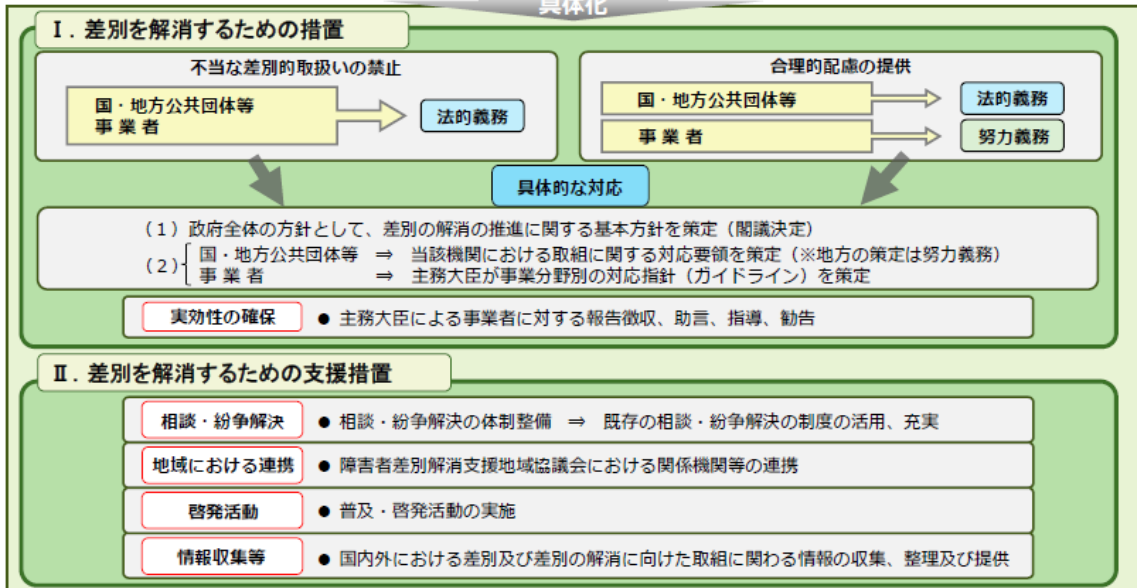 具体化
Ⅰ．差別を解消するための措置
不当な差別的取扱いの禁止
国・地方公共団体等
事 業 者
法的義務
合理的配慮の提供
国・地方公共団体等
法的義務
事 業 者
努力義務
具体的な対応
（１）政府全体の方針として、差別の解消の推進に関する基本方針を策定（閣議決定）
（２）
国・地方公共団体等 ⇒ 当該機関における取組に関する対応要領を策定（※地方の策定は努力義務）
事 業 者 ⇒ 主務大臣が事業分野別の対応指針（ガイドライン）を策定
実効性の確保 ● 主務大臣による事業者に対する報告徴収、助言、指導、勧告
Ⅱ．差別を解消するための支援措置
相談・紛争解決 ● 相談・紛争解決の体制整備 ⇒ 既存の相談・紛争解決の制度の活用、充実
地域における連携 ● 障害者差別解消支援地域協議会における関係機関等の連携
啓発活動 ● 普及・啓発活動の実施
情報収集等 ● 国内外における差別及び差別の解消に向けた取組に関わる情報の収集、整理及び提供